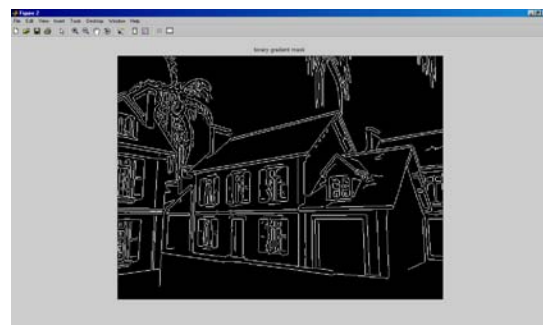 Figure 2
File Edit View Insert Tools Desktop Window Help
binary gradient mask